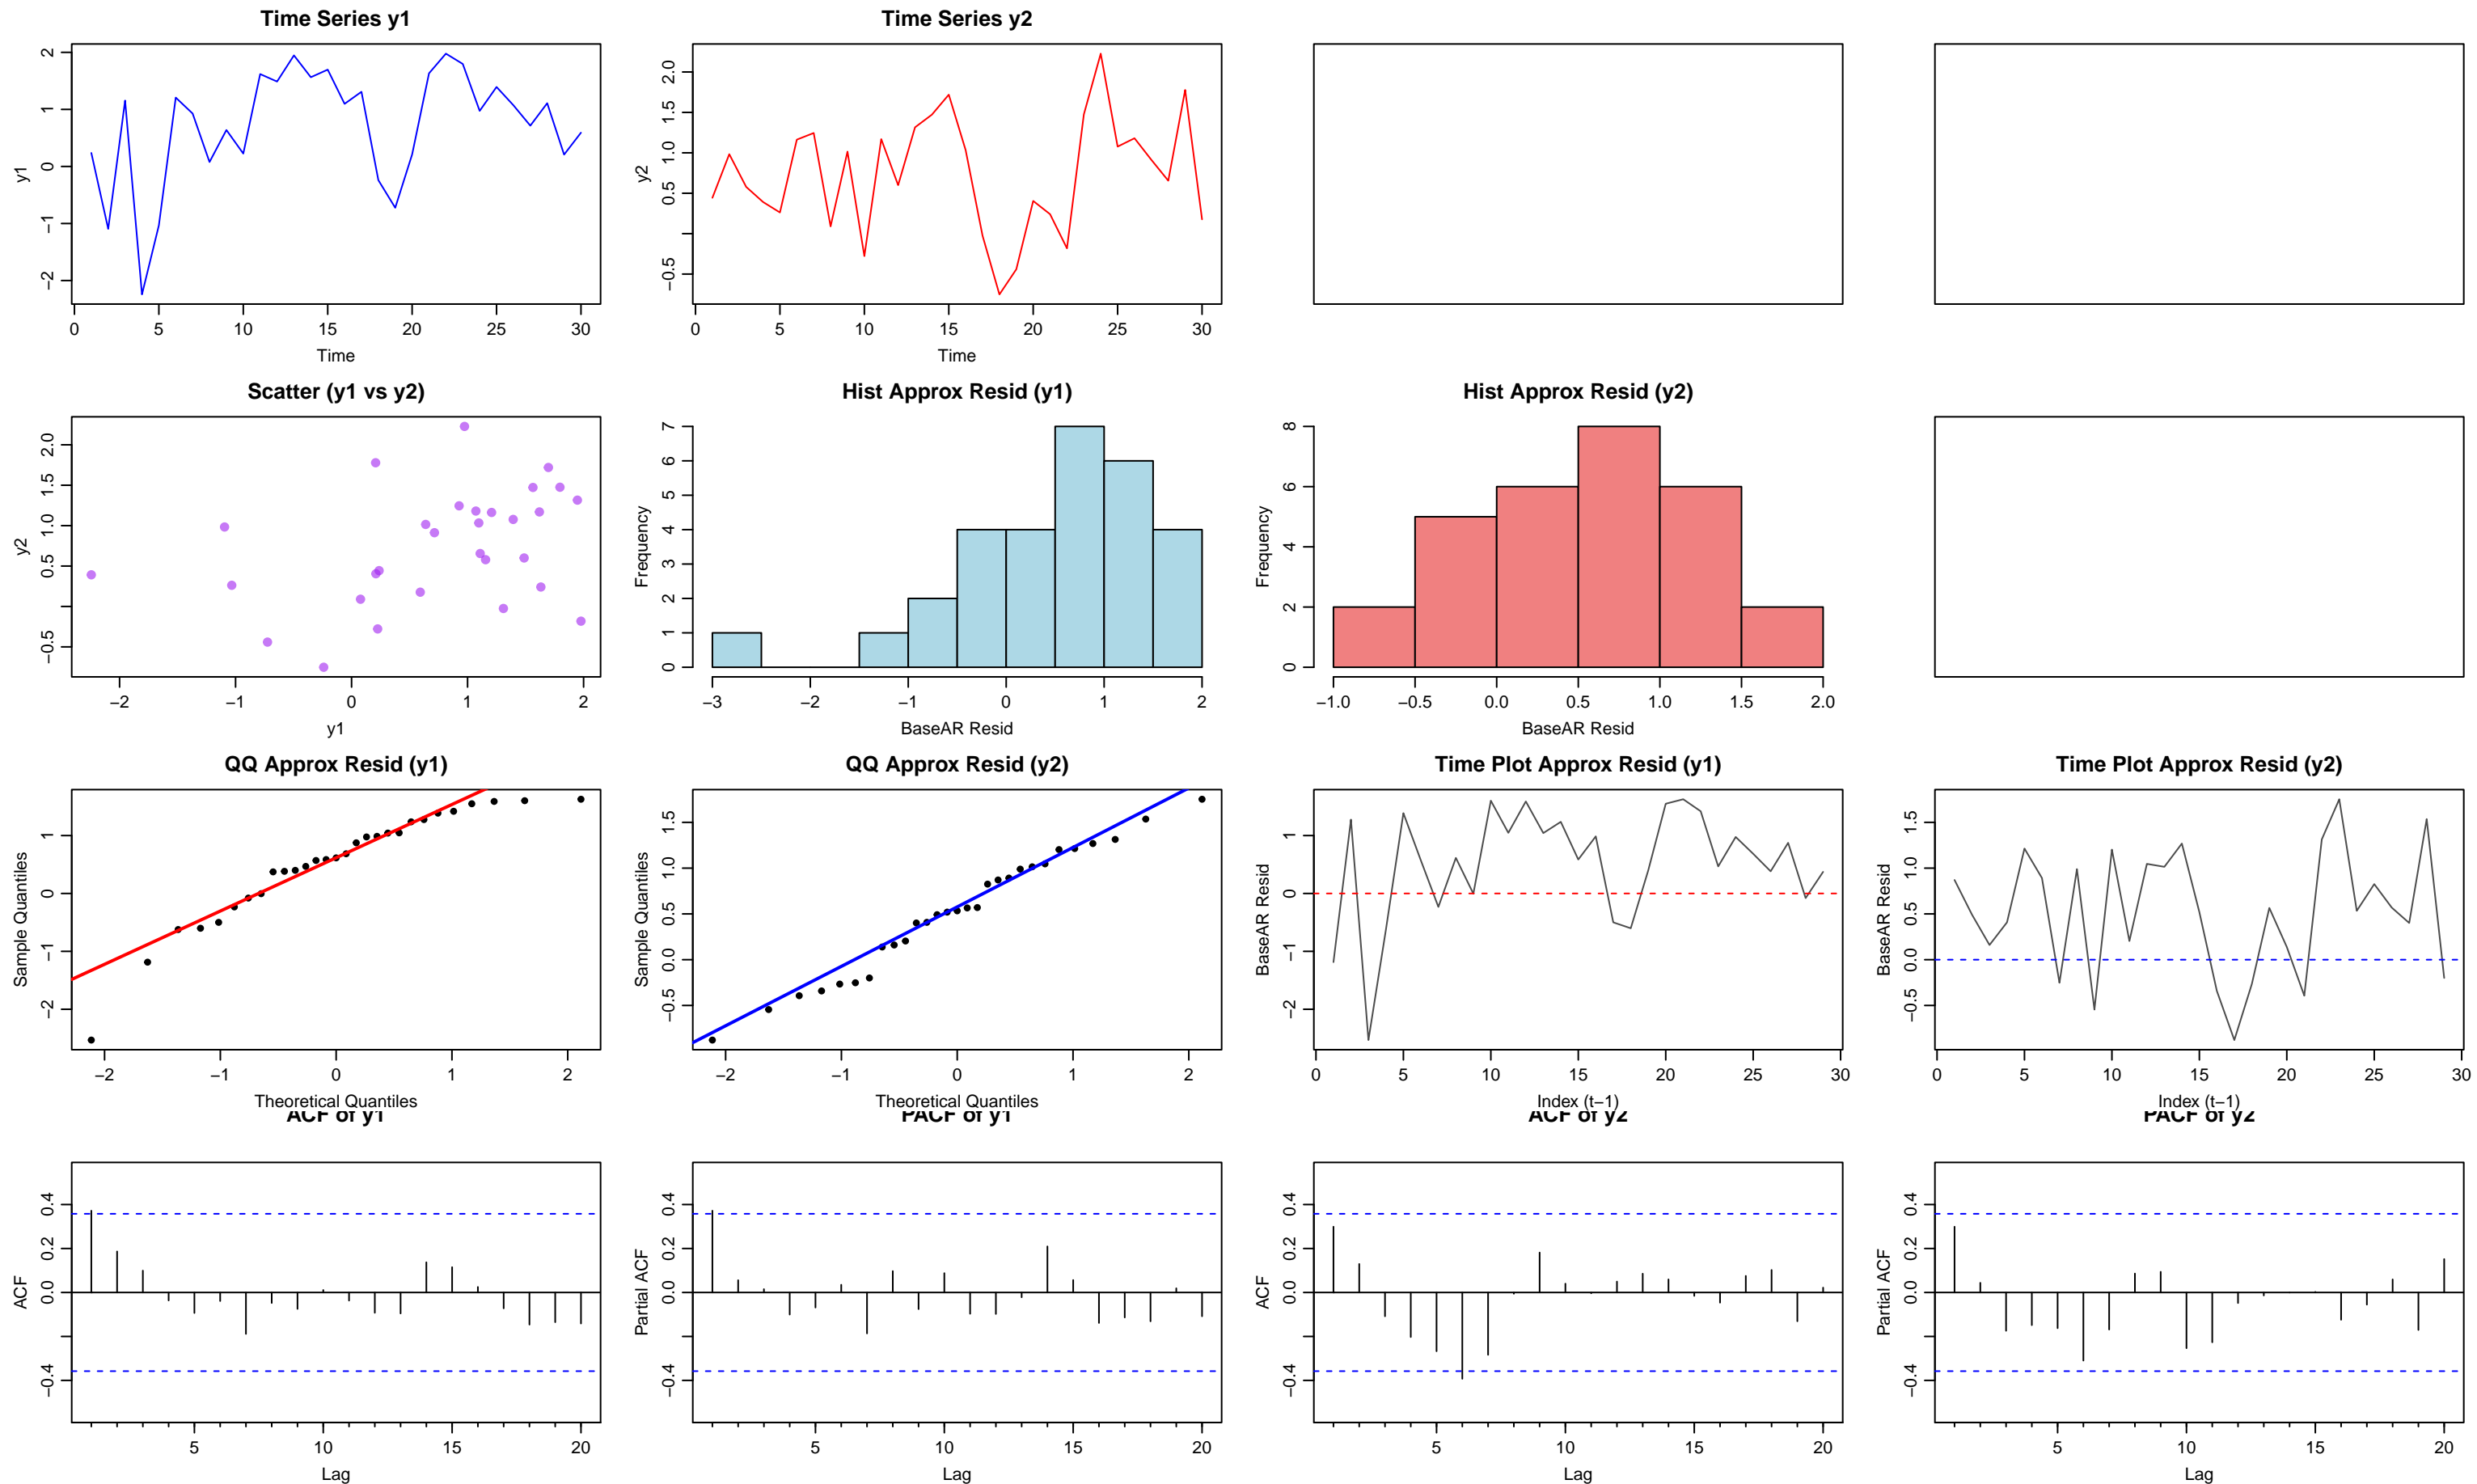 Time Series y1
2
1
0
−1
−2
y1
0 5 10 15 20 25 30
Time
Time Series y2
2.0
1.5
1.0
0.5
−0.5
y2
0 5 10 15 20 25 30
Time
Scatter (y1 vs y2)
2.0
1.5
1.0
0.5
−0.5
y2
−2 −1 0 1 2
y1
Hist Approx Resid (y1)
7
6
5
4
3
2
1
0
Frequency
−3 −2 −1 0 1 2
BaseAR Resid
Hist Approx Resid (y2)
8
6
4
2
0
Frequency
−1.0 −0.5 0.0 0.5 1.0 1.5 2.0
BaseAR Resid
QQ Approx Resid (y1)
1
0
−1
−2
Sample Quantiles
−2 −1 0 1 2
Theoretical Quantiles
QQ Approx Resid (y2)
1.5
1.0
0.5
0.0
−0.5
Sample Quantiles
−2 −1 0 1 2
Theoretical Quantiles
Time Plot Approx Resid (y1)
1
0
−1
−2
BaseAR Resid
0 5 10 15 20 25 30
Index (t−1)
Time Plot Approx Resid (y2)
1.5
1.0
0.5
0.0
−0.5
BaseAR Resid
0 5 10 15 20 25 30
Index (t−1)
ACF of y1
0.4
0.2
0.0
−0.4
ACF
5 10 15 20
Lag
PACF of y1
0.4
0.2
0.0
−0.4
Partial ACF
5 10 15 20
Lag
ACF of y2
0.4
0.2
0.0
−0.4
ACF
5 10 15 20
Lag
PACF of y2
0.4
0.2
0.0
−0.4
Partial ACF
5 10 15 20
Lag